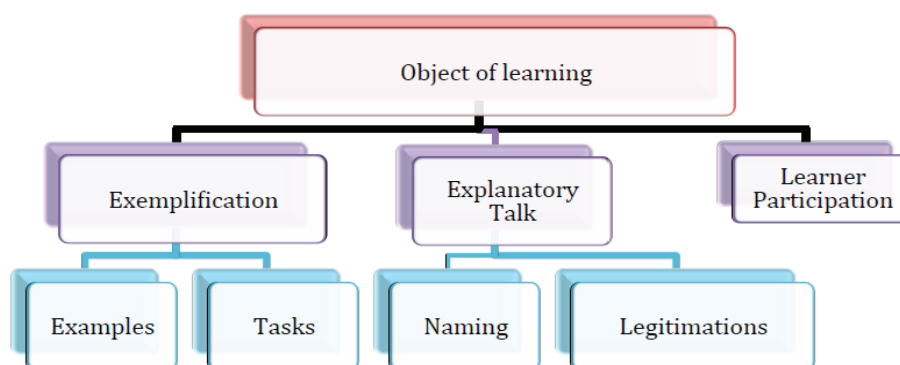 Object of learning
Exemplification
Explanatory
Talk
Learner
Participation
Examples
Tasks
Naming
Legitimations